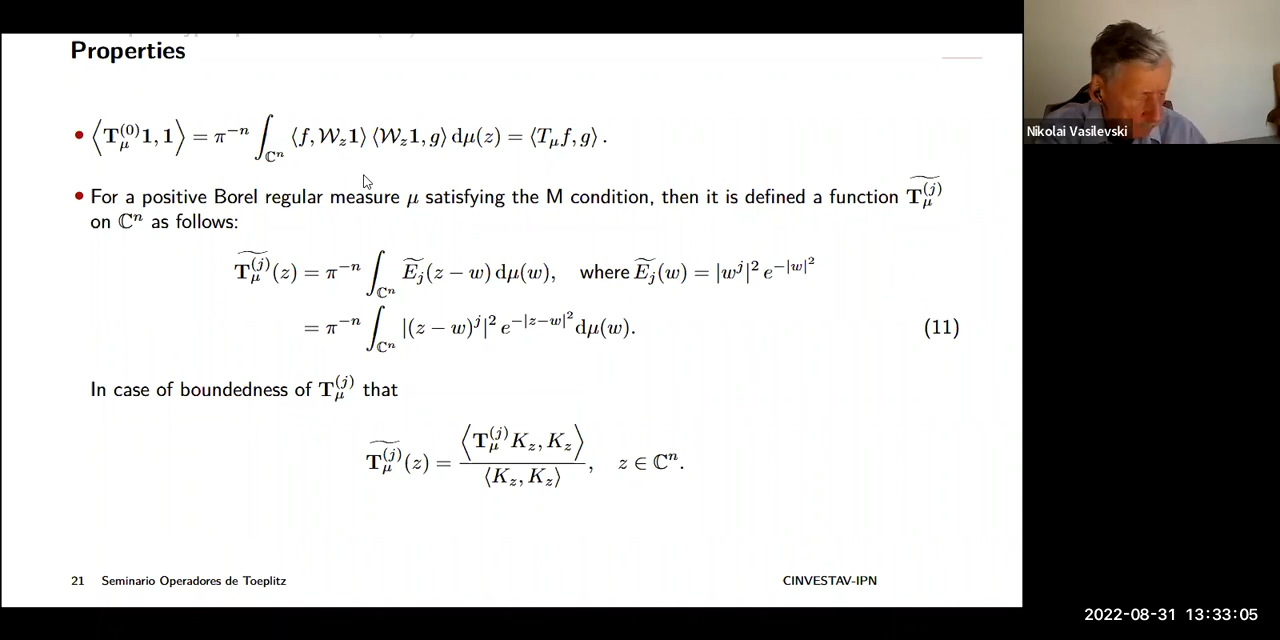 Properties
• ⟨T_μ^{(0)} 1, 1⟩ = π^{-n} ∫_{ℂ^n} ⟨f, 𝒲_z 1⟩ ⟨𝒲_z 1, g⟩ dμ(z) = ⟨T_μ f, g⟩.
• For a positive Borel regular measure μ satisfying the M condition, then it is defined a function \widetilde{T_μ^{(j)}}
on ℂ^n as follows:
\widetilde{T_μ^{(j)}}(z) = π^{-n} ∫_{ℂ^n} \widetilde{E_j}(z − w) dμ(w), where \widetilde{E_j}(w) = |w^j|^2 e^{-|w|^2}
= π^{-n} ∫_{ℂ^n} |(z − w)^j|^2 e^{-|z−w|^2} dμ(w). (11)
In case of boundedness of T_μ^{(j)} that
\widetilde{T_μ^{(j)}}(z) = ⟨T_μ^{(j)} K_z, K_z⟩ / ⟨K_z, K_z⟩, z ∈ ℂ^n.
21 Seminario Operadores de Toeplitz CINVESTAV-IPN
Nikolai Vasilevski
2022-08-31 13:33:05